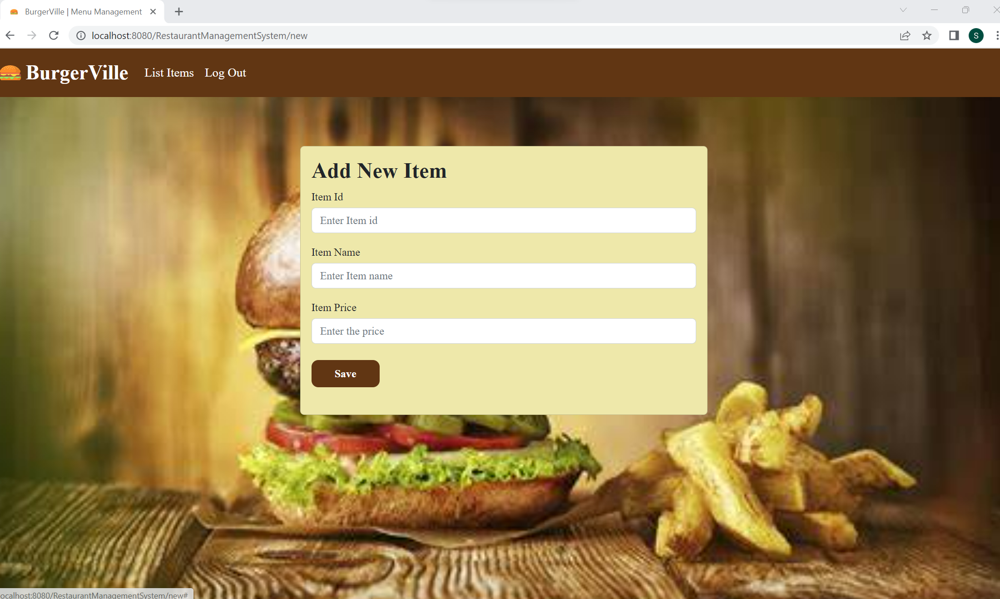 BurgerVille | Menu Management
localhost:8080/RestaurantManagementSystem/new
S
BurgerVille List Items Log Out
Add New Item
Item Id
Enter Item id
Item Name
Enter Item name
Item Price
Enter the price
Save
ocalhost:8080/RestaurantManagementSystem/new#